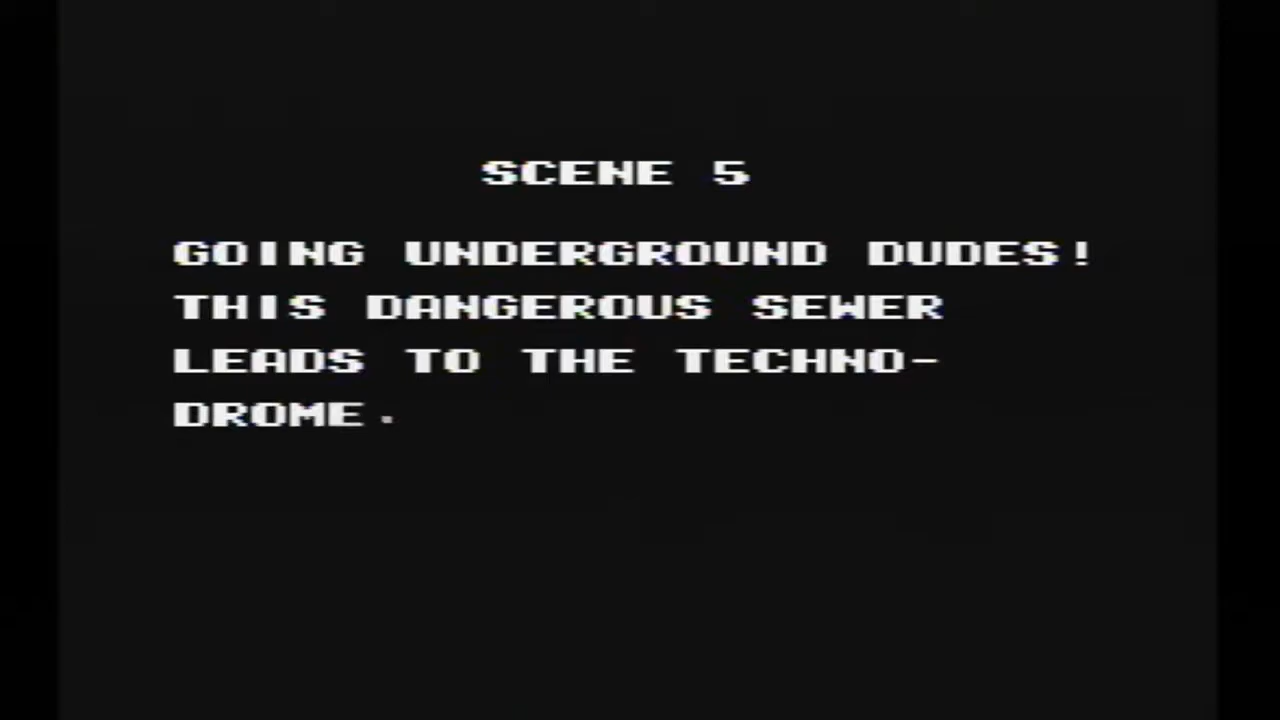 SCENE 5
GOING UNDERGROUND DUDES!
THIS DANGEROUS SEWER
LEADS TO THE TECHNO-
DROME.